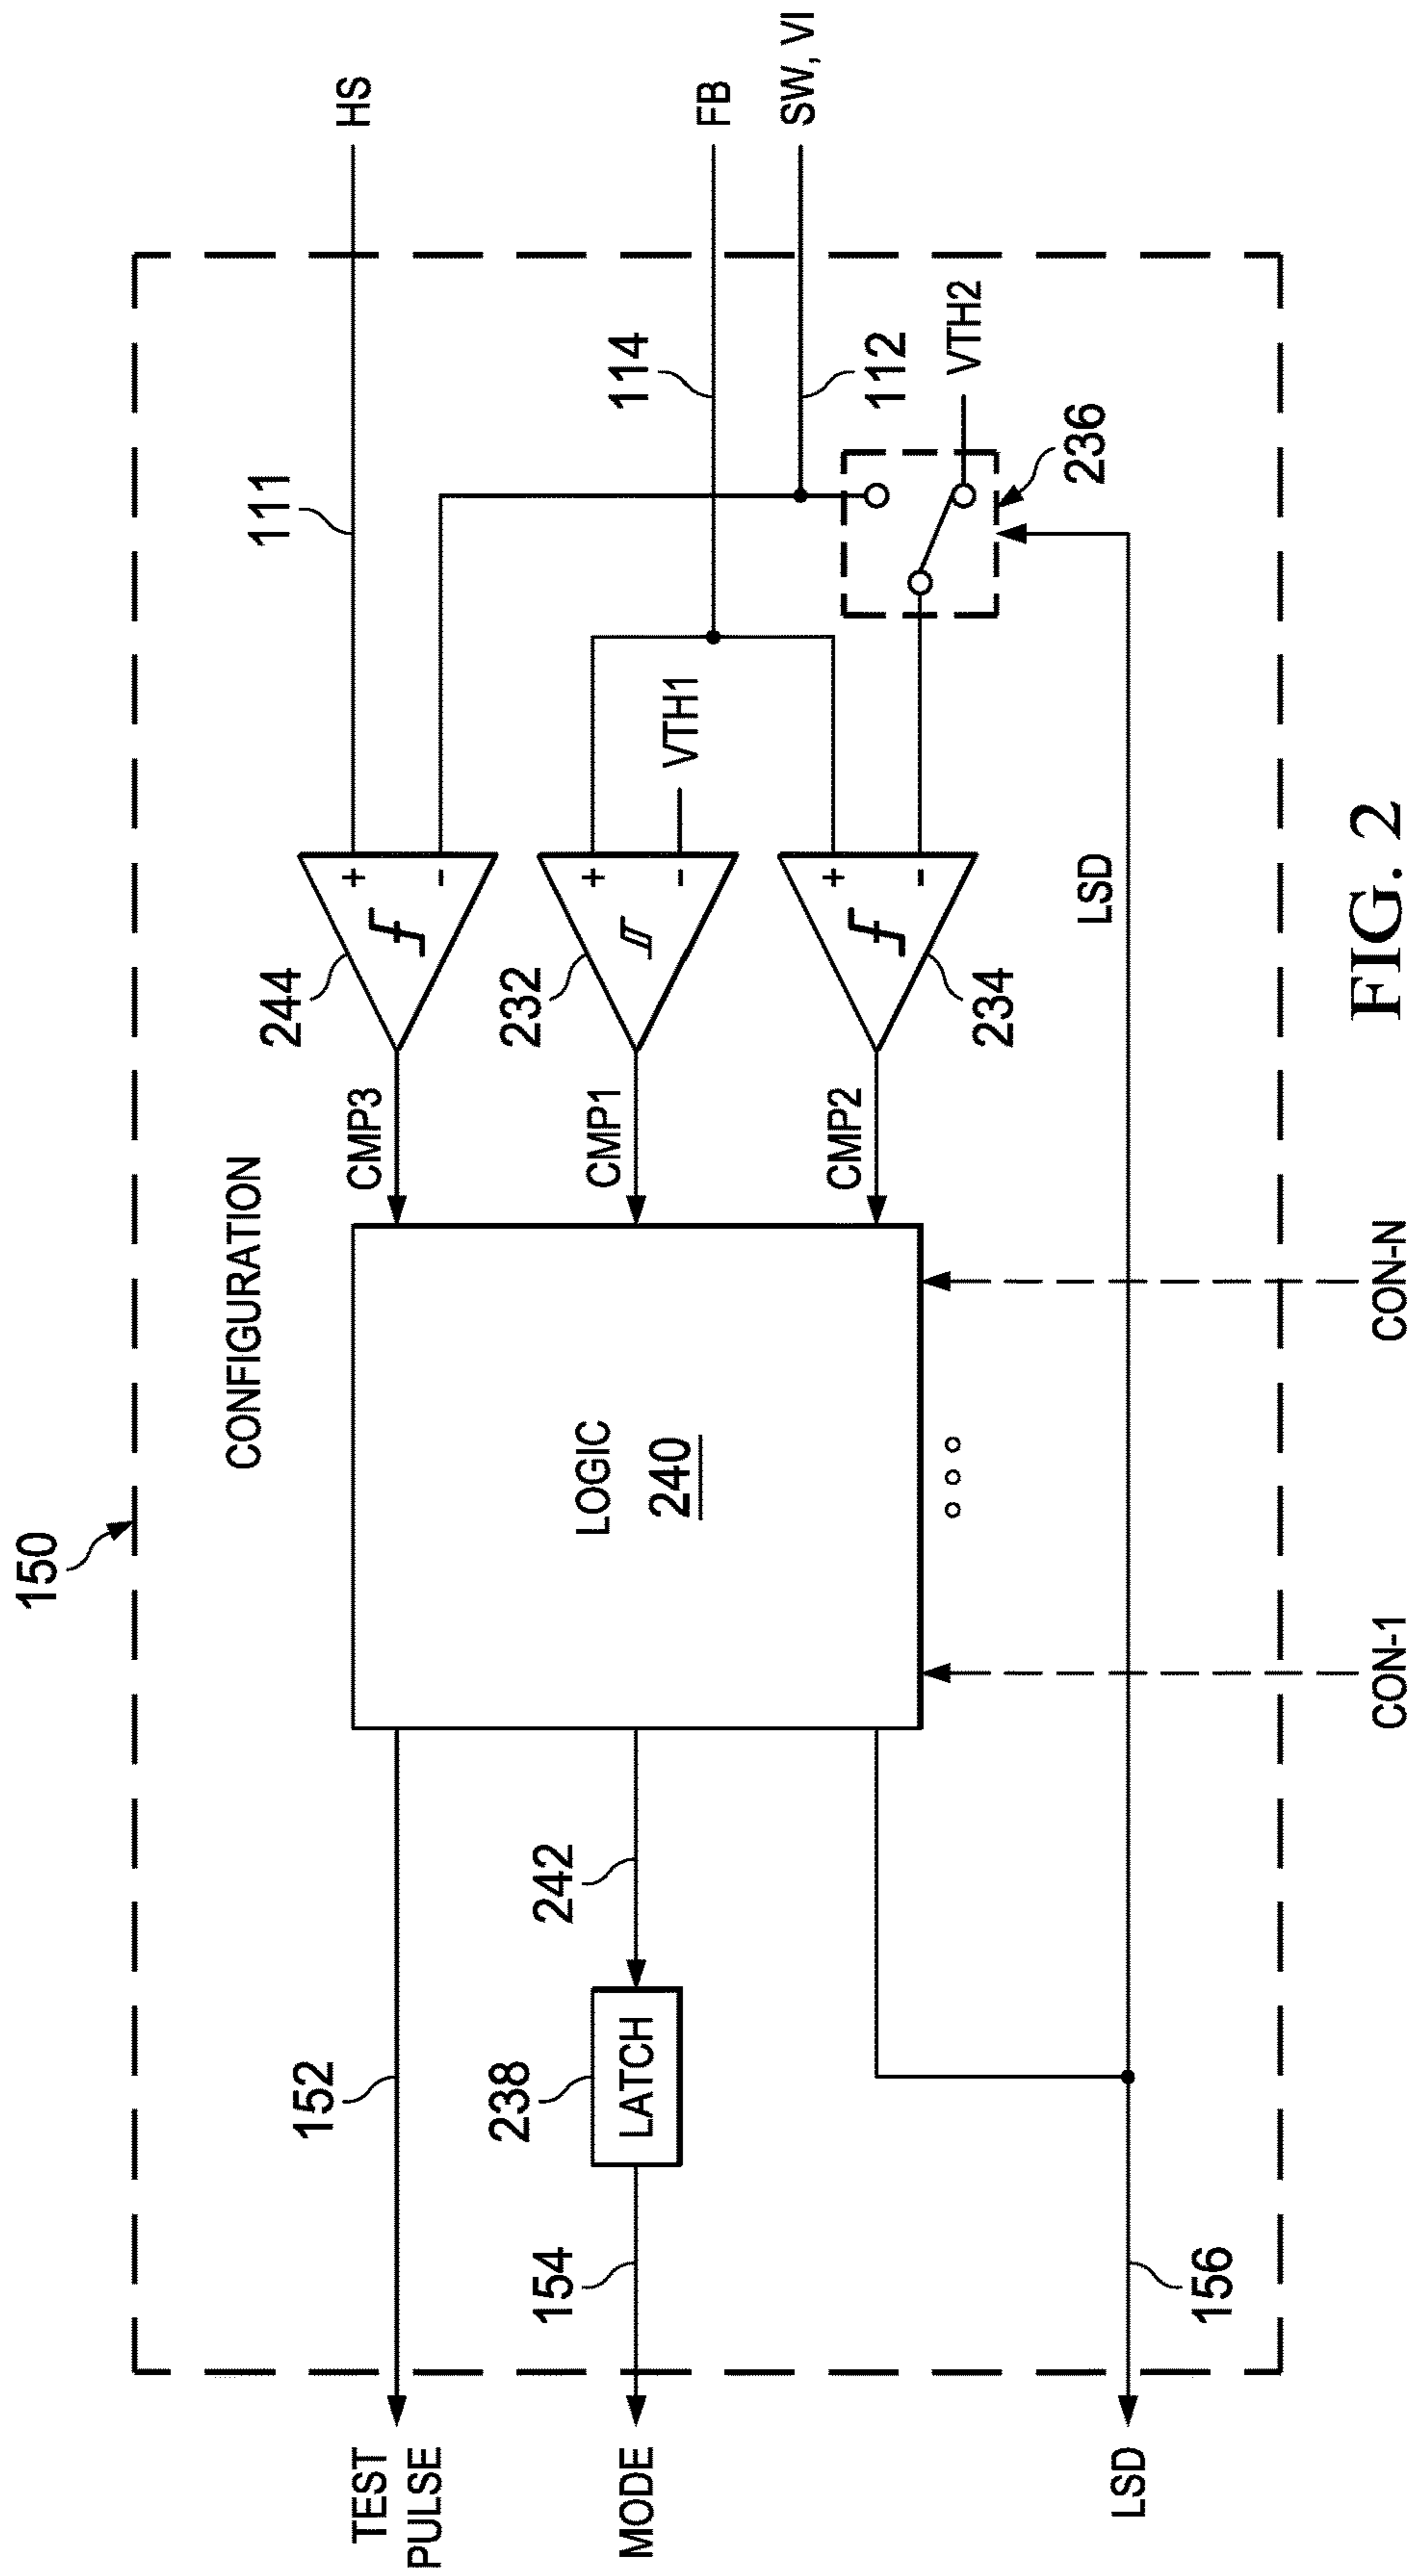 150
CONFIGURATION
TEST
PULSE
152
LOGIC
240
CMP3
244
+
-
111
HS
MODE
154
238
LATCH
242
CMP1
232
+
-
VTH1
114
FB
SW, VI
CMP2
234
+
-
112
VTH2
236
LSD
156
LSD
CON-1
CON-N
FIG. 2